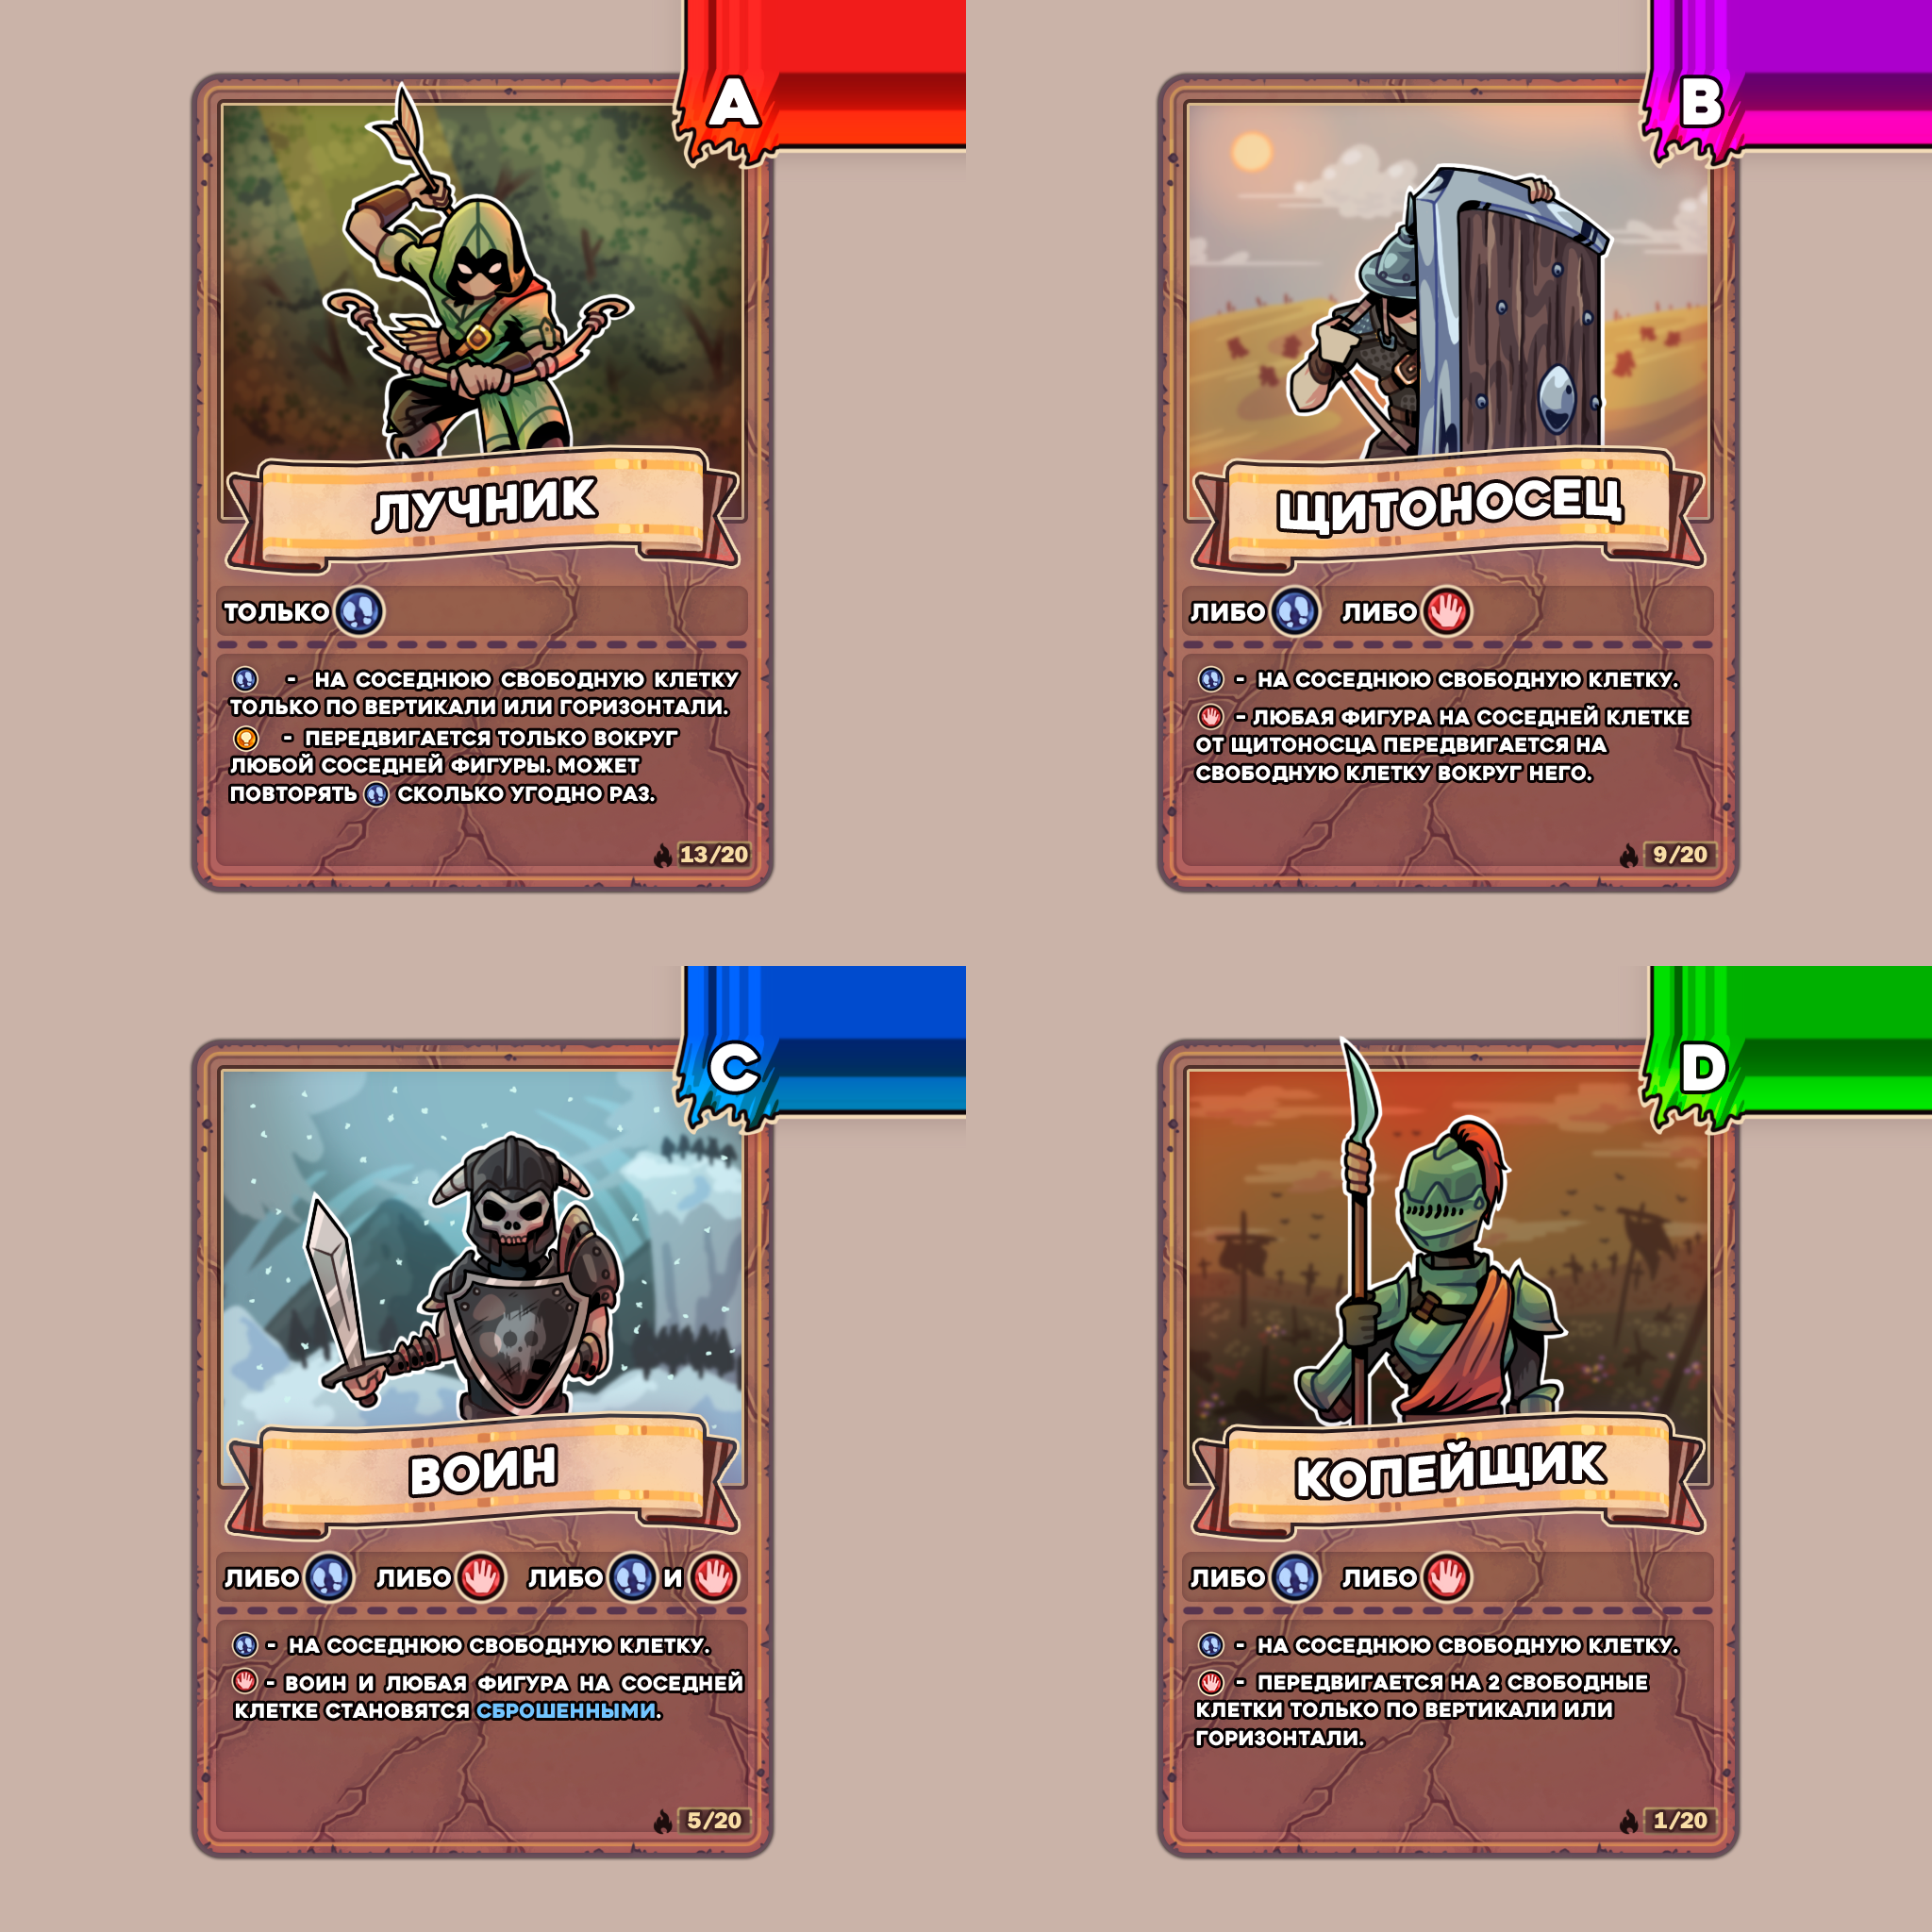 A
ЛУЧНИК
ТОЛЬКО
- НА СОСЕДНЮЮ СВОБОДНУЮ КЛЕТКУ
ТОЛЬКО ПО ВЕРТИКАЛИ ИЛИ ГОРИЗОНТАЛИ.
- ПЕРЕДВИГАЕТСЯ ТОЛЬКО ВОКРУГ
ЛЮБОЙ СОСЕДНЕЙ ФИГУРЫ. МОЖЕТ
ПОВТОРЯТЬ СКОЛЬКО УГОДНО РАЗ.
13/20
B
ЩИТОНОСЕЦ
ЛИБО ЛИБО
- НА СОСЕДНЮЮ СВОБОДНУЮ КЛЕТКУ.
- ЛЮБАЯ ФИГУРА НА СОСЕДНЕЙ КЛЕТКЕ
ОТ ЩИТОНОСЦА ПЕРЕДВИГАЕТСЯ НА
СВОБОДНУЮ КЛЕТКУ ВОКРУГ НЕГО.
9/20
C
ВОИН
ЛИБО ЛИБО ЛИБО И
- НА СОСЕДНЮЮ СВОБОДНУЮ КЛЕТКУ.
- ВОИН И ЛЮБАЯ ФИГУРА НА СОСЕДНЕЙ
КЛЕТКЕ СТАНОВЯТСЯ СБРОШЕННЫМИ.
5/20
D
КОПЕЙЩИК
ЛИБО ЛИБО
- НА СОСЕДНЮЮ СВОБОДНУЮ КЛЕТКУ.
- ПЕРЕДВИГАЕТСЯ НА 2 СВОБОДНЫЕ
КЛЕТКИ ТОЛЬКО ПО ВЕРТИКАЛИ ИЛИ
ГОРИЗОНТАЛИ.
1/20